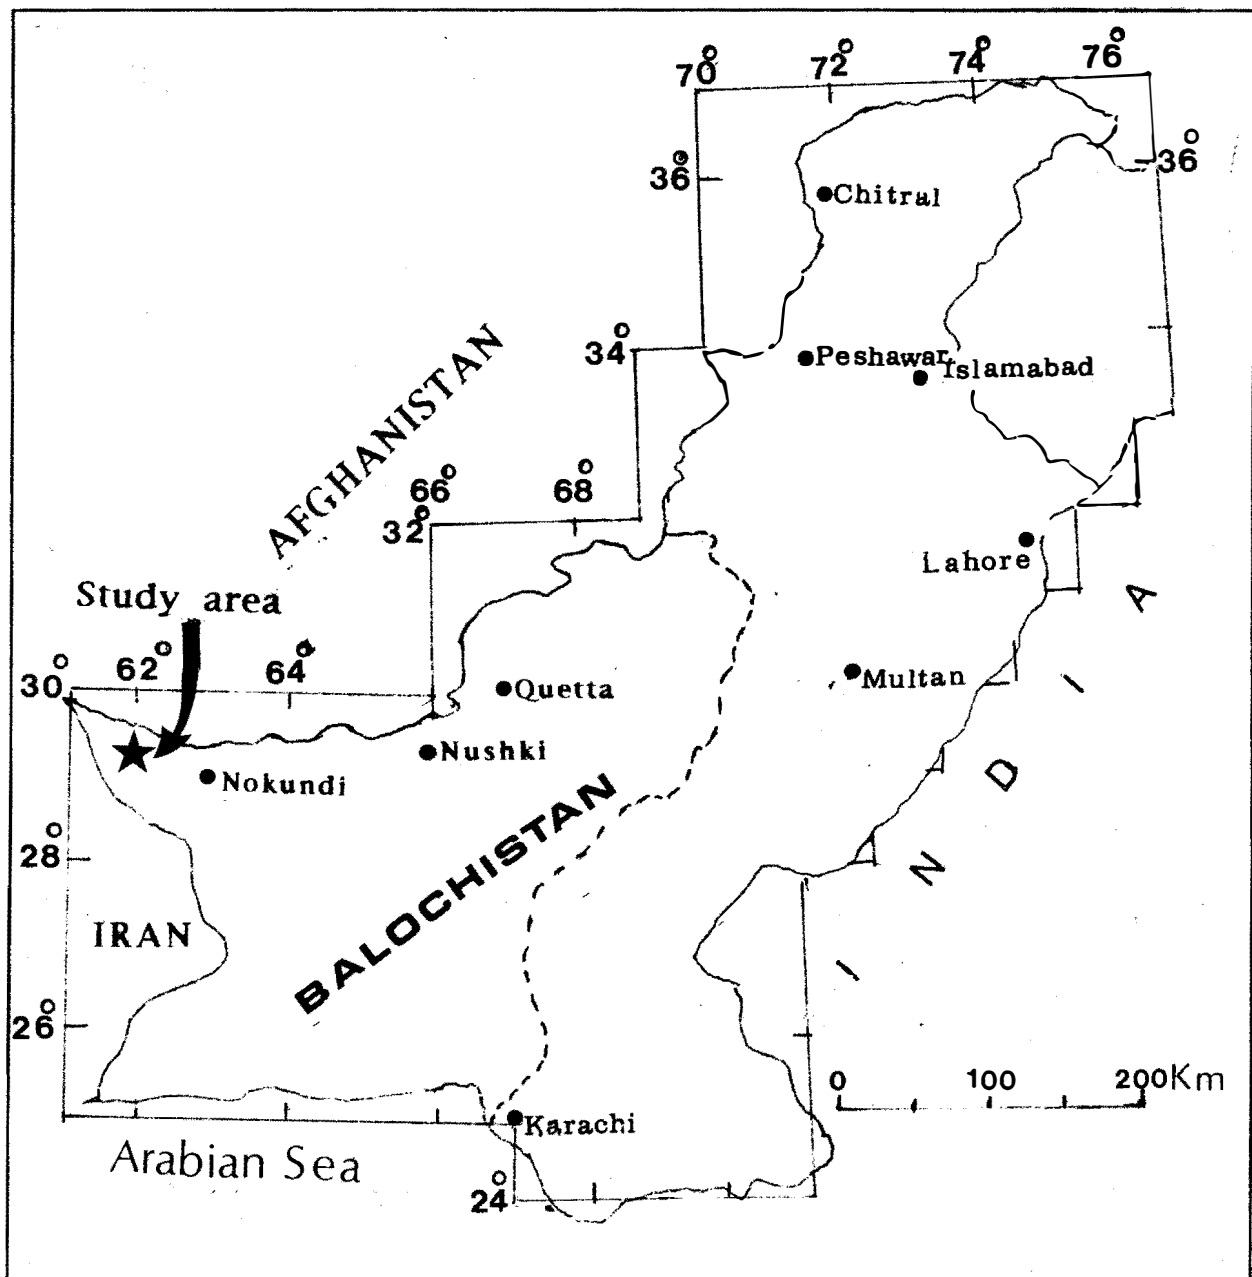 70° 72° 74° 76°
36° 36°
Chitral
34°
Peshawar
Islamabad
AFGHANISTAN
66° 68°
32°
Lahore
Study area
62° 64°
30°
Quetta
Multan
Nushki
Nokundi
INDIA
BALOCHISTAN
28°
IRAN
26°
0 100 200Km
Karachi
Arabian Sea
24°